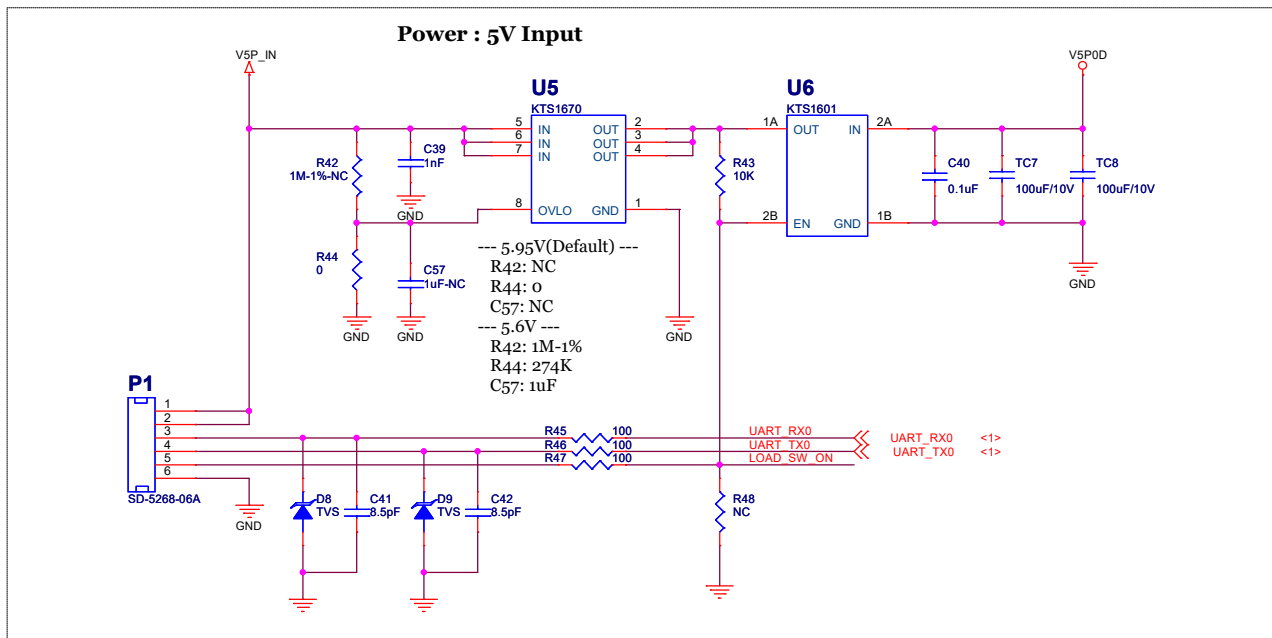 Power : 5V Input
V5P_IN
V5P0D
U5
KTS1670
U6
KTS1601
5 IN OUT 2
6 IN OUT 3
7 IN OUT 4
8 OVLO GND 1
1A OUT IN 2A
2B EN GND 1B
R42
1M-1%-NC
C39
1nF
GND
R43
10K
C40
0.1uF
TC7
100uF/10V
TC8
100uF/10V
GND
R44
0
C57
1uF-NC
GND
GND
GND
--- 5.95V(Default) ---
R42: NC
R44: 0
C57: NC
--- 5.6V ---
R42: 1M-1%
R44: 274K
C57: 1uF
P1
1
2
3
4
5
6
SD-5268-06A
GND
R45 100 UART_RX0 UART_RX0 <1>
R46 100 UART_TX0 UART_TX0 <1>
R47 100 LOAD_SW_ON
D8
TVS
C41
8.5pF
D9
TVS
C42
8.5pF
R48
NC